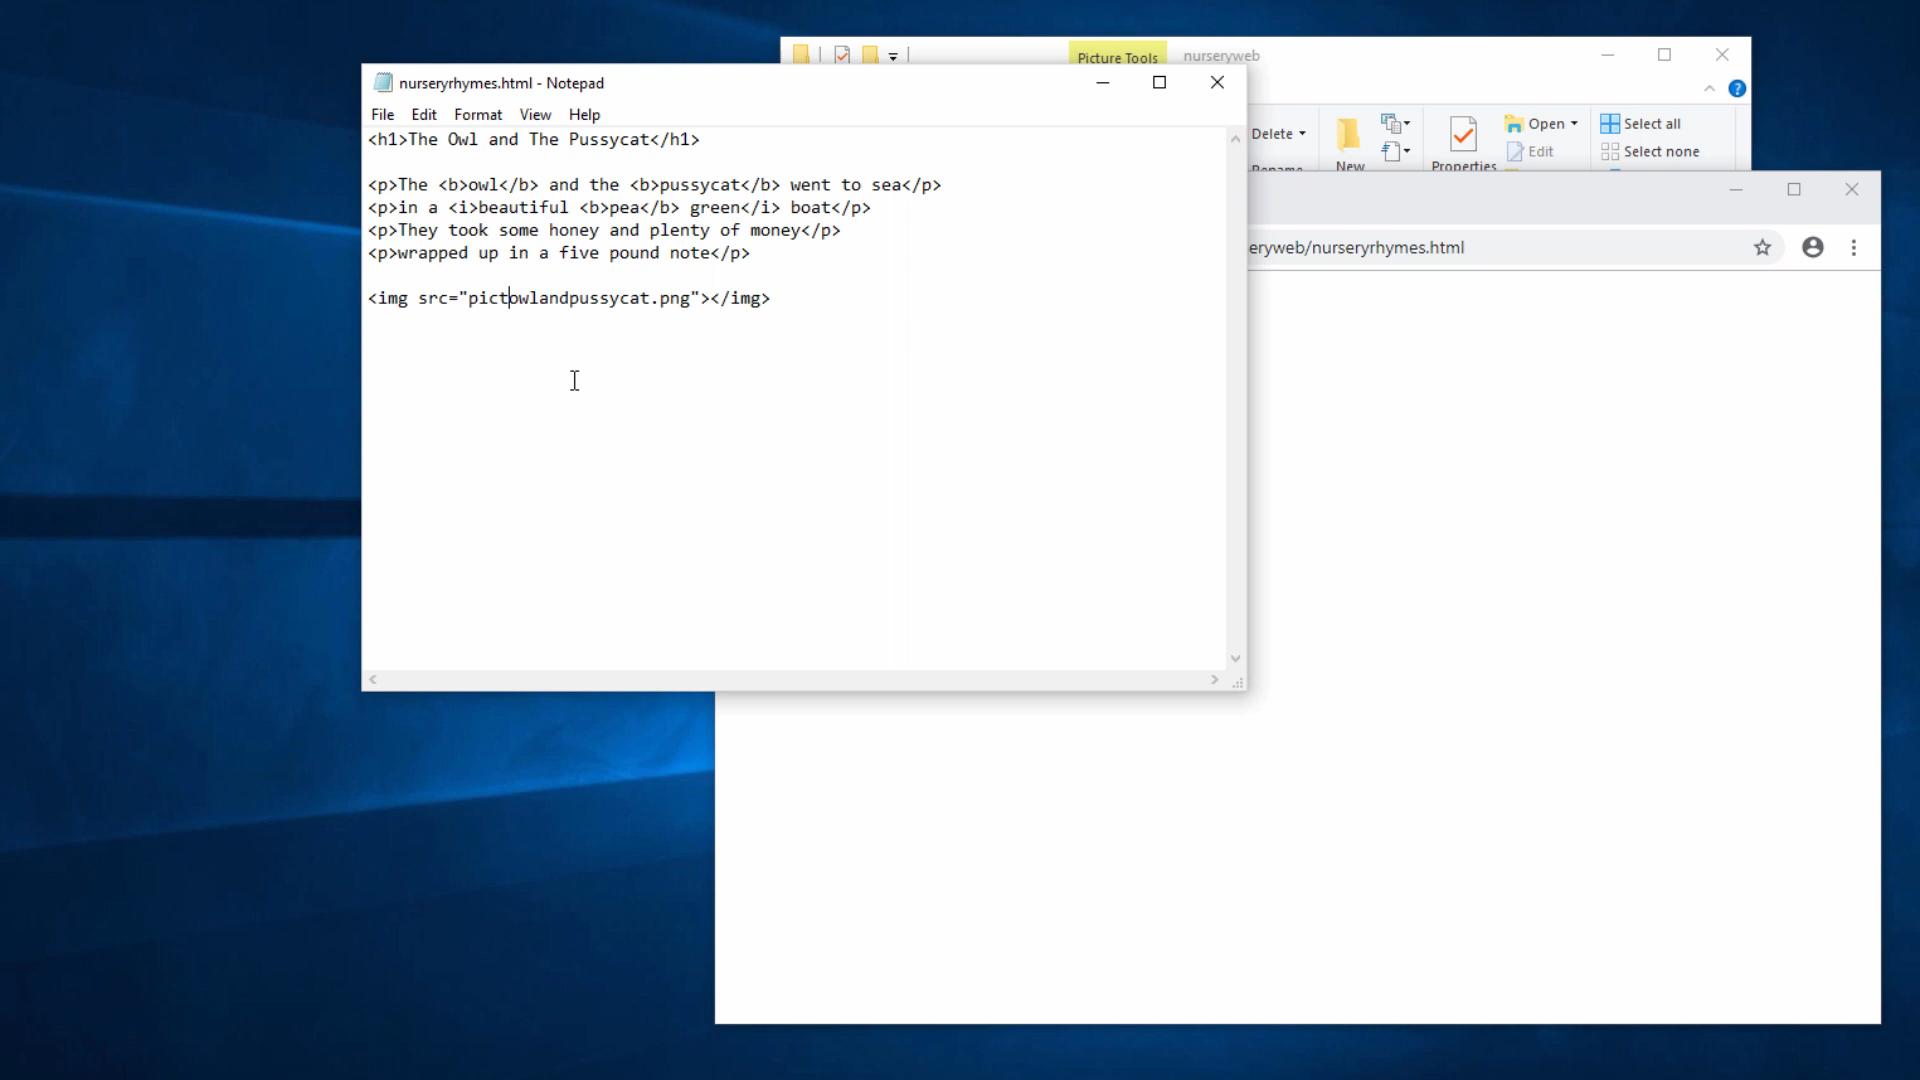 Picture Tools nurseryweb
nurseryrhymes.html - Notepad
File Edit Format View Help
<h1>The Owl and The Pussycat</h1>
<p>The <b>owl</b> and the <b>pussycat</b> went to sea</p>
<p>in a <i>beautiful <b>pea</b> green</i> boat</p>
<p>They took some honey and plenty of money</p>
<p>wrapped up in a five pound note</p>
<img src="pictowlandpussycat.png"></img>
Delete
New
Properties
Open
Edit
Select all
Select none
eryweb/nurseryrhymes.html